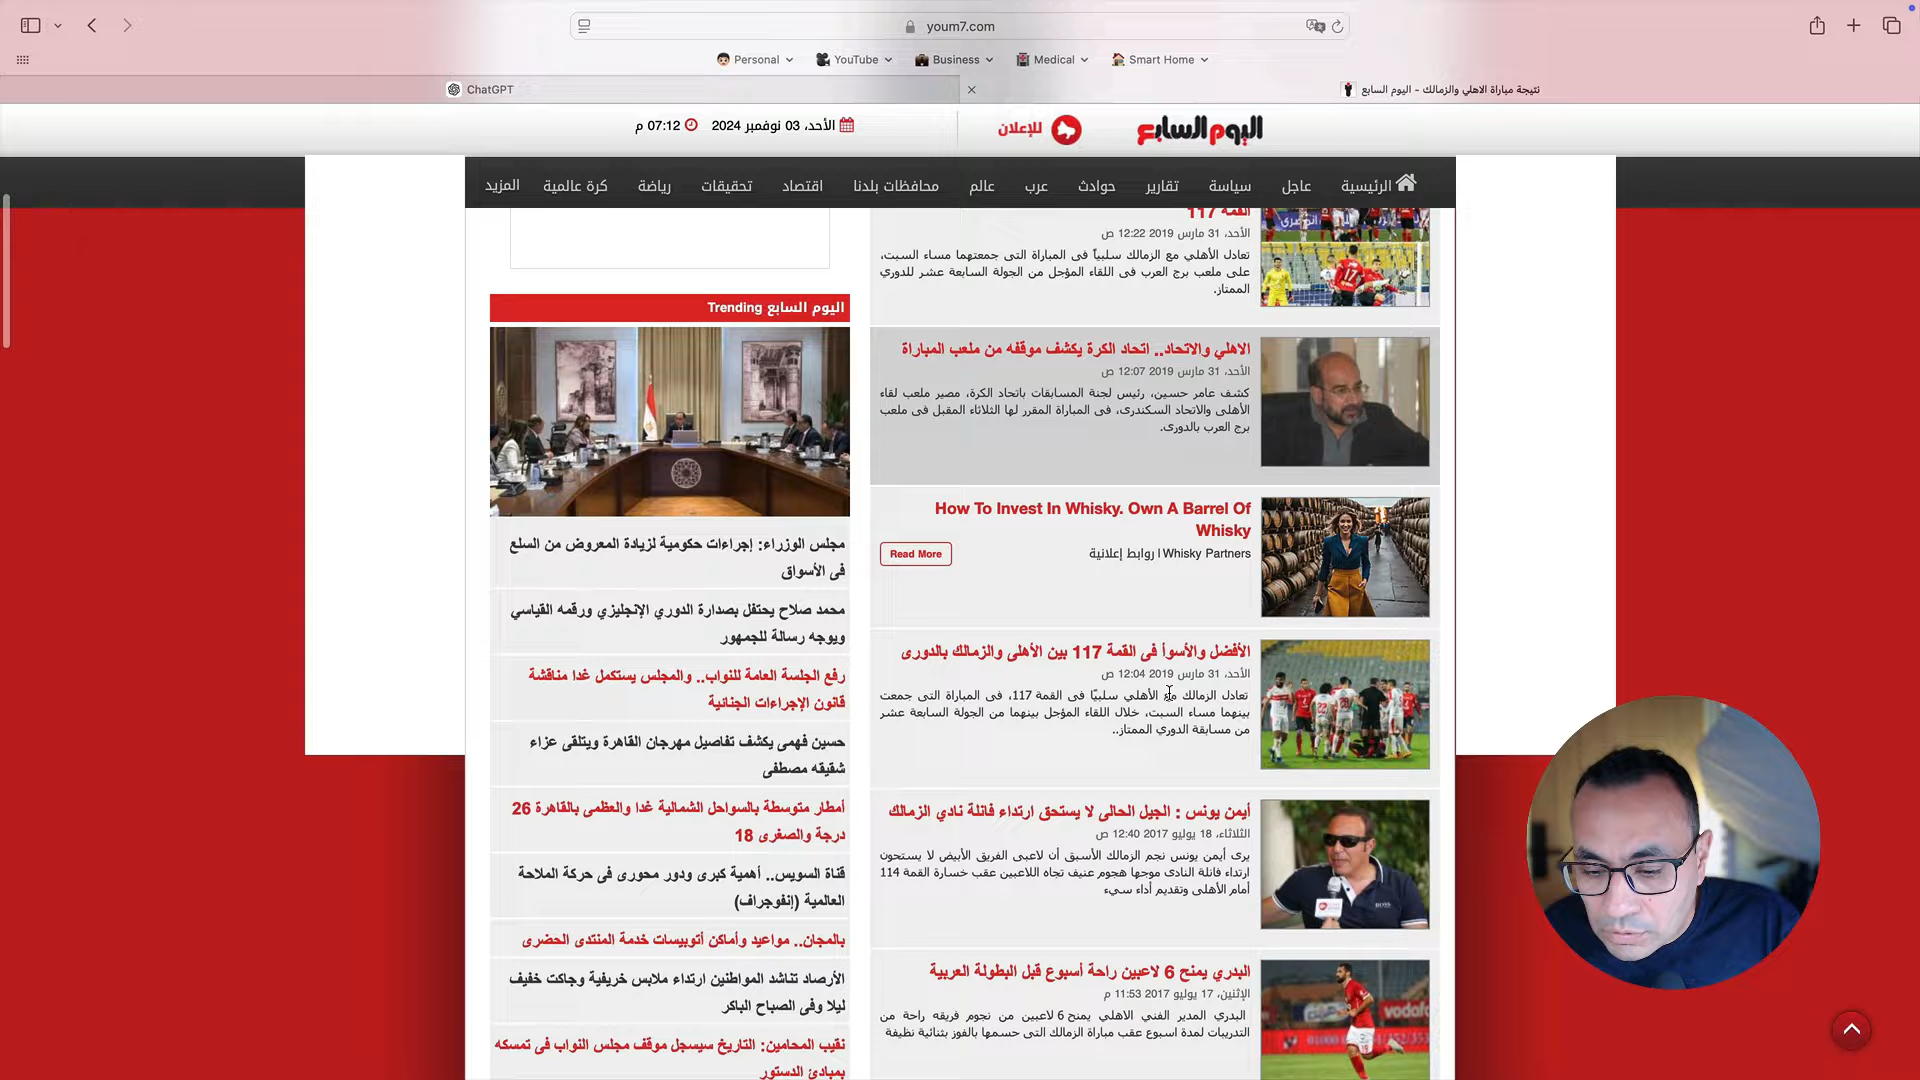 youm7.com
Personal
YouTube
Business
Medical
Smart Home
ChatGPT
نتيجة مباراة الاهلي والزمالك - اليوم السابع
اليوم السابع
للإعلان
الأحد، 03 نوفمبر 2024
07:12 م
الرئيسية
عاجل
سياسة
تقارير
حوادث
عرب
عالم
محافظات بلدنا
اقتصاد
تحقيقات
رياضة
كرة عالمية
المزيد
القمة 117
الأحد، 31 مارس 2019 12:22 ص
تعادل الأهلي مع الزمالك سلبياً فى المباراة التى جمعتهما مساء السبت،
على ملعب برج العرب فى اللقاء المؤجل من الجولة السابعة عشر للدوري
الممتاز.
الاهلي والاتحاد.. اتحاد الكرة يكشف موقفه من ملعب المباراة
الأحد، 31 مارس 2019 12:07 ص
كشف عامر حسين، رئيس لجنة المسابقات باتحاد الكرة، مصير ملعب لقاء
الأهلى والاتحاد السكندرى، فى المباراة المقرر لها الثلاثاء المقبل فى ملعب
برج العرب بالدورى.
How To Invest In Whisky. Own A Barrel Of
Whisky
Whisky Partners | روابط إعلانية
Read More
الأفضل والأسوأ فى القمة 117 بين الأهلى والزمالك بالدورى
الأحد، 31 مارس 2019 12:04 ص
تعادل الزمالك مع الأهلي سلبيًا فى القمة 117، فى المباراة التى جمعت
بينهما مساء السبت، خلال اللقاء المؤجل بينهما من الجولة السابعة عشر
من مسابقة الدوري الممتاز..
أيمن يونس : الجيل الحالى لا يستحق ارتداء فانلة نادي الزمالك
الثلاثاء، 18 يوليو 2017 12:40 ص
يرى أيمن يونس نجم الزمالك الأسبق أن لاعبى الفريق الأبيض لا يستحون
ارتداء فانلة النادى موجها هجوم عنيف تجاه اللاعبين عقب خسارة القمة 114
أمام الأهلى وتقديم أداء سيء
البدري يمنح 6 لاعبين راحة أسبوع قبل البطولة العربية
الإثنين، 17 يوليو 2017 11:53 م
البدري المدير الفني الاهلي يمنح 6 لاعبين من نجوم فريقه راحة من
التدريبات لمدة اسبوع عقب مباراة الزمالك التى حسمها بالفوز بثنائية نظيفة
اليوم السابع Trending
مجلس الوزراء: إجراءات حكومية لزيادة المعروض من السلع
فى الأسواق
محمد صلاح يحتفل بصدارة الدوري الإنجليزي ورقمه القياسي
ويوجه رسالة للجمهور
رفع الجلسة العامة للنواب.. والمجلس يستكمل غدا مناقشة
قانون الإجراءات الجنائية
حسين فهمى يكشف تفاصيل مهرجان القاهرة ويتلقى عزاء
شقيقه مصطفى
أمطار متوسطة بالسواحل الشمالية غدا والعظمى بالقاهرة 26
درجة والصغرى 18
قناة السويس.. أهمية كبرى ودور محورى فى حركة الملاحة
العالمية (إنفوجراف)
بالمجان.. مواعيد وأماكن أتوبيسات خدمة المنتدى الحضرى
الأرصاد تناشد المواطنين ارتداء ملابس خريفية وجاكت خفيف
ليلا وفى الصباح الباكر
نقيب المحامين: التاريخ سيسجل موقف مجلس النواب فى تمسكه
بمبادئ الدستور